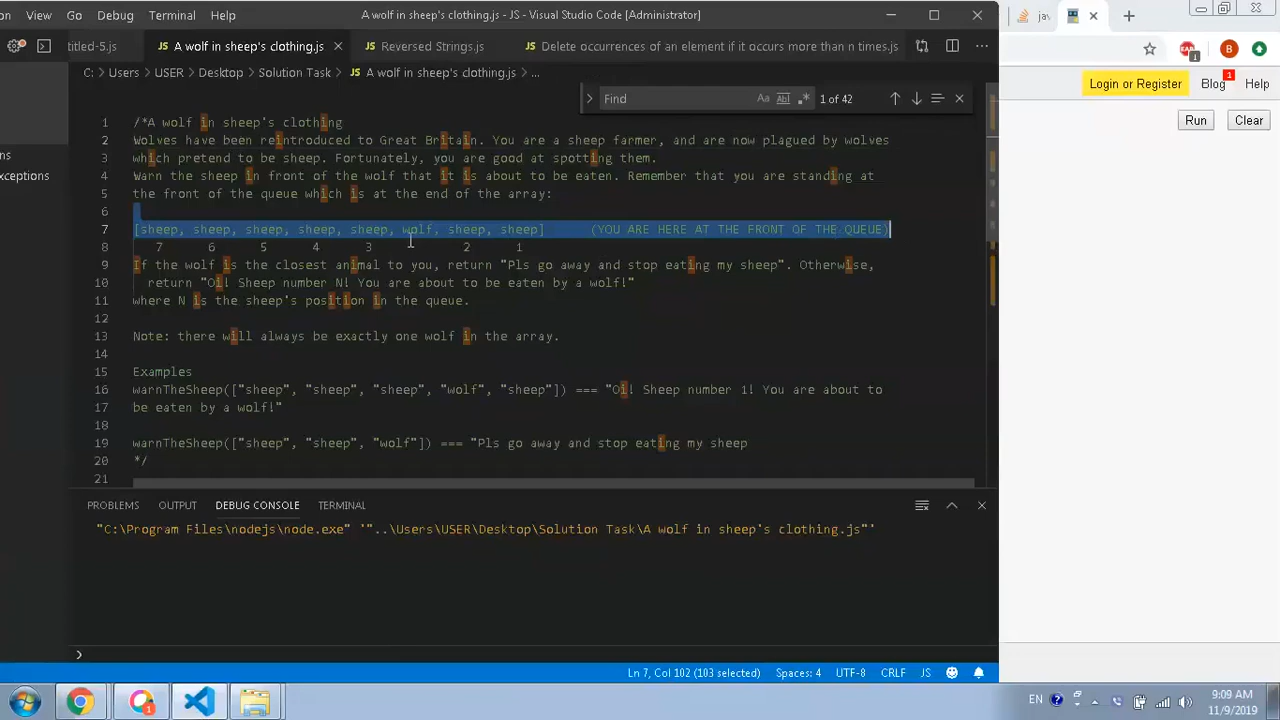 View Go Debug Terminal Help A wolf in sheep's clothing.js - JS - Visual Studio Code [Administrator]
titled-5.js A wolf in sheep's clothing.js Reversed Strings.js Delete occurrences of an element if it occurs more than n times.js
C: > Users > USER > Desktop > Solution Task > A wolf in sheep's clothing.js > ...
Find Aa Abl .* 1 of 42
1 /*A wolf in sheep's clothing
2 Wolves have been reintroduced to Great Britain. You are a sheep farmer, and are now plagued by wolves
3 which pretend to be sheep. Fortunately, you are good at spotting them.
4 Warn the sheep in front of the wolf that it is about to be eaten. Remember that you are standing at
5 the front of the queue which is at the end of the array:
6
7 [sheep, sheep, sheep, sheep, sheep, wolf, sheep, sheep] (YOU ARE HERE AT THE FRONT OF THE QUEUE)
8 7 6 5 4 3 2 1
9 If the wolf is the closest animal to you, return "Pls go away and stop eating my sheep". Otherwise,
10 return "Oi! Sheep number N! You are about to be eaten by a wolf!"
11 where N is the sheep's position in the queue.
12
13 Note: there will always be exactly one wolf in the array.
14
15 Examples
16 warnTheSheep(["sheep", "sheep", "sheep", "wolf", "sheep"]) === "Oi! Sheep number 1! You are about to
17 be eaten by a wolf!"
18
19 warnTheSheep(["sheep", "sheep", "wolf"]) === "Pls go away and stop eating my sheep
20 */
21
ns
exceptions
PROBLEMS OUTPUT DEBUG CONSOLE TERMINAL
"C:\Program Files\nodejs\node.exe" '"..\Users\USER\Desktop\Solution Task\A wolf in sheep's clothing.js"'
Ln 7, Col 102 (103 selected) Spaces: 4 UTF-8 CRLF JS
jav
1 B
Login or Register Blog 1 Help
Run Clear
EN 9:09 AM
11/9/2019